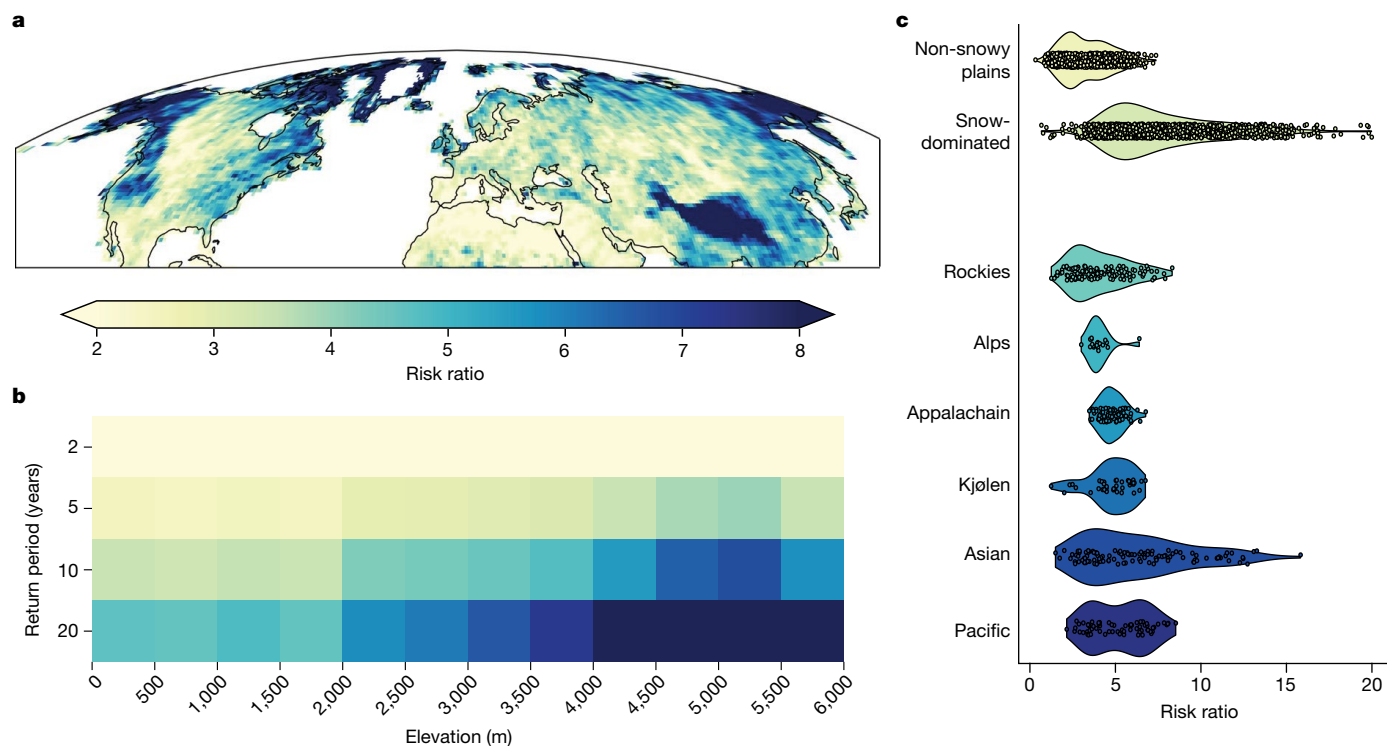 a
2
3
4
5
6
7
8
Risk ratio
b
Return period (years)
2
5
10
20
0
500
1,000
1,500
2,000
2,500
3,000
3,500
4,000
4,500
5,000
5,500
6,000
Elevation (m)
c
Non-snowy
plains
Snow-
dominated
Rockies
Alps
Appalachain
Kjølen
Asian
Pacific
0
5
10
15
20
Risk ratio